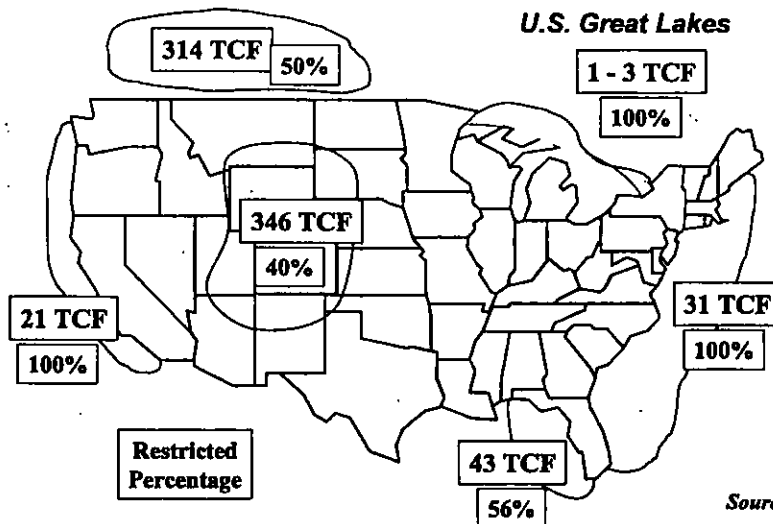 U.S. Great Lakes
314 TCF
50%
1 - 3 TCF
100%
346 TCF
40%
21 TCF
100%
31 TCF
100%
Restricted
Percentage
43 TCF
56%
Sourc